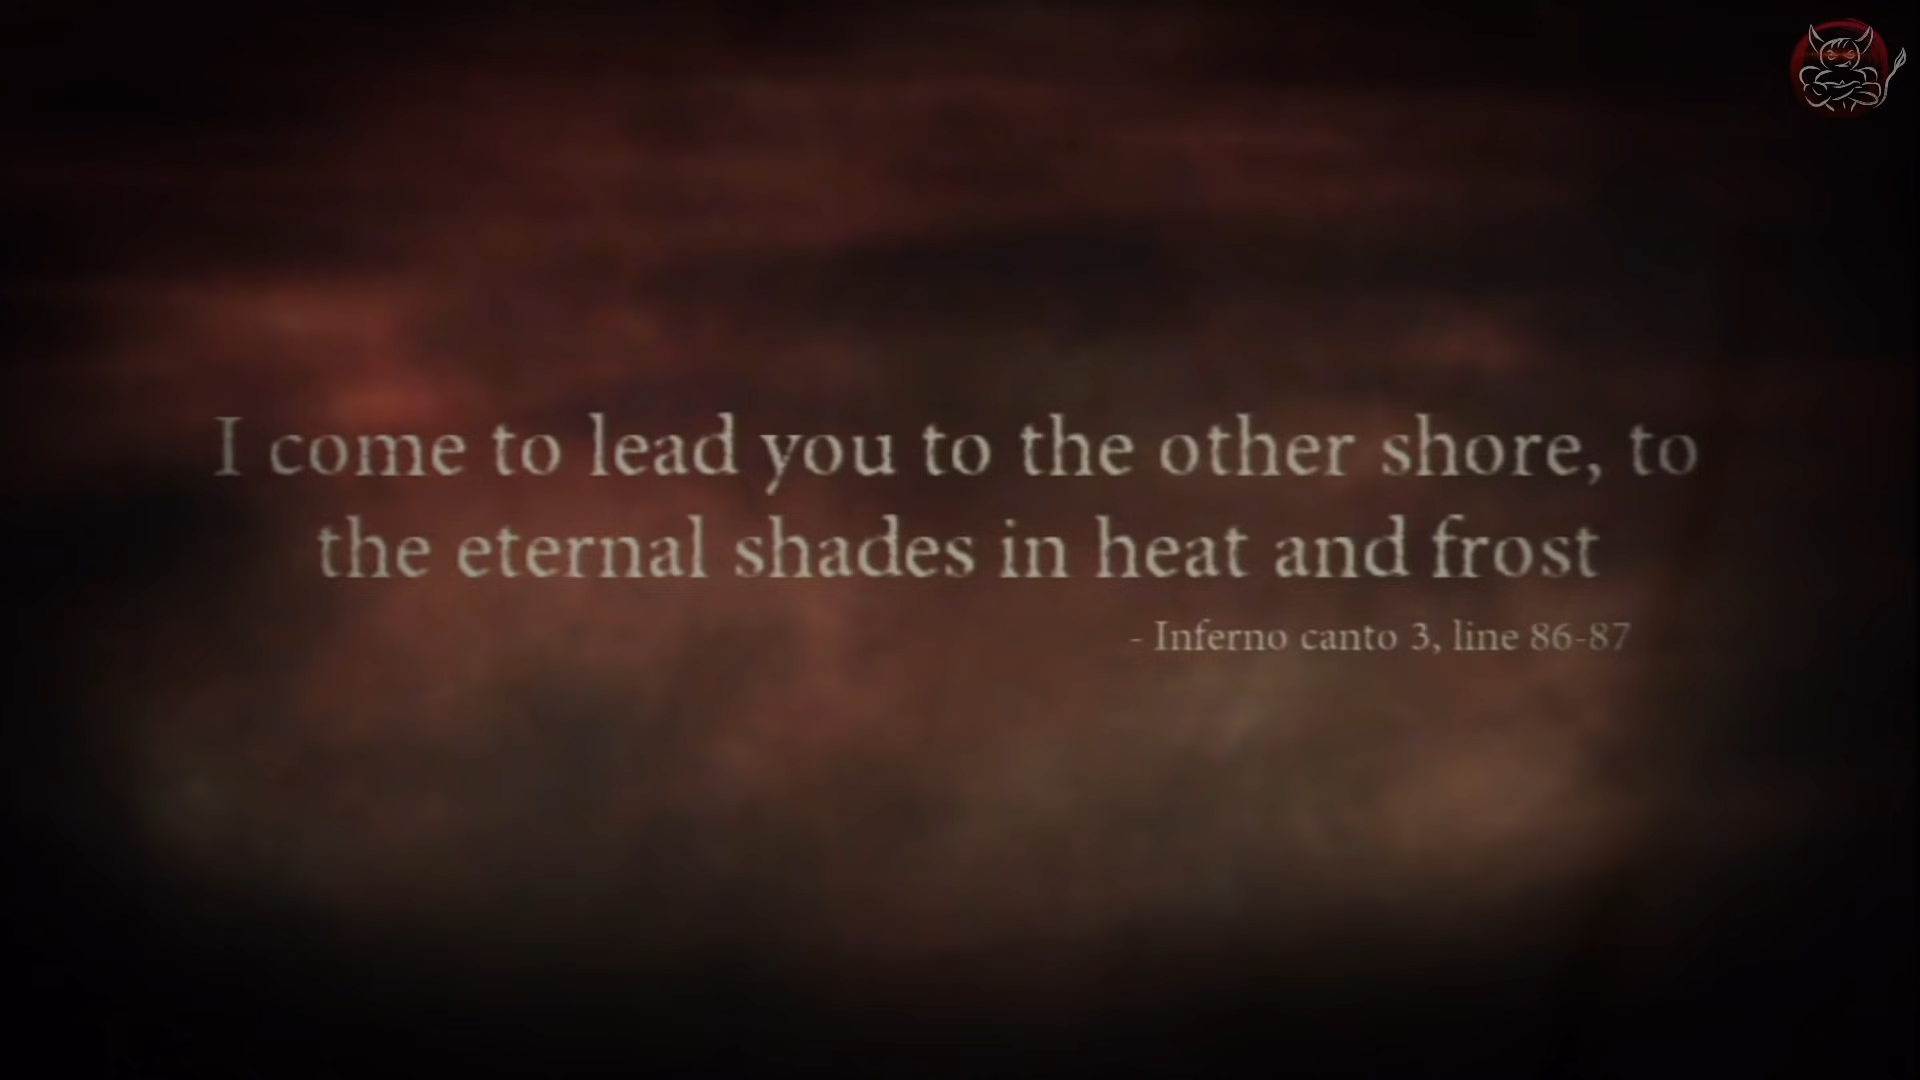 I come to lead you to the other shore, to
the eternal shades in heat and frost
- Inferno canto 3, line 86-87